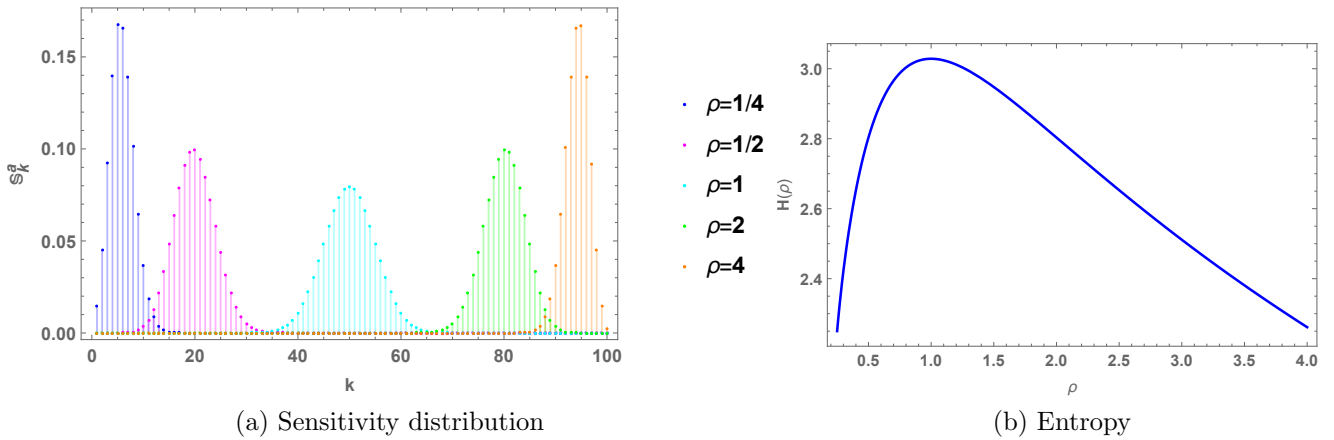 0.15
0.10
0.05
0.00
𝕊ₖᵃ
0 20 40 60 80 100
k
ρ=1/4
ρ=1/2
ρ=1
ρ=2
ρ=4
3.0
2.8
2.6
2.4
H(ρ)
0.5 1.0 1.5 2.0 2.5 3.0 3.5 4.0
ρ
(a) Sensitivity distribution
(b) Entropy